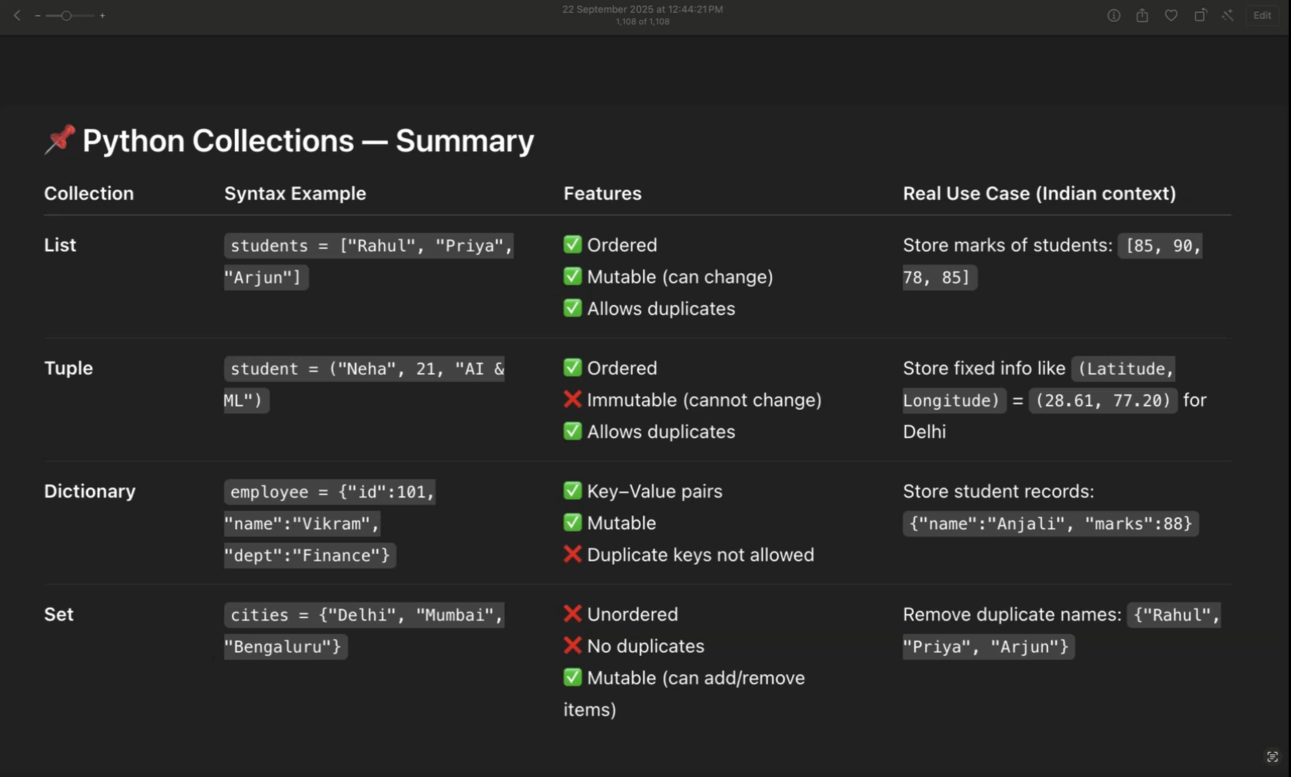 22 September 2025 at 12:44:21 PM
1,108 of 1,108
Edit
📌 Python Collections — Summary
Collection Syntax Example Features Real Use Case (Indian context)
List
students = ["Rahul", "Priya",
"Arjun"]
✅ Ordered
✅ Mutable (can change)
✅ Allows duplicates
Store marks of students: [85, 90,
78, 85]
Tuple
student = ("Neha", 21, "AI &
ML")
✅ Ordered
❌ Immutable (cannot change)
✅ Allows duplicates
Store fixed info like (Latitude,
Longitude) = (28.61, 77.20) for
Delhi
Dictionary
employee = {"id":101,
"name":"Vikram",
"dept":"Finance"}
✅ Key–Value pairs
✅ Mutable
❌ Duplicate keys not allowed
Store student records:
{"name":"Anjali", "marks":88}
Set
cities = {"Delhi", "Mumbai",
"Bengaluru"}
❌ Unordered
❌ No duplicates
✅ Mutable (can add/remove
items)
Remove duplicate names: {"Rahul",
"Priya", "Arjun"}